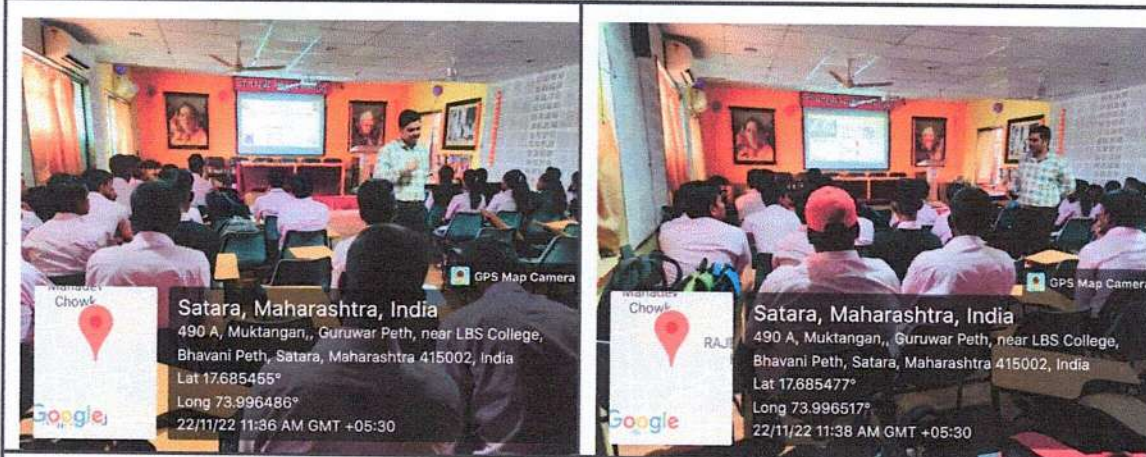 GPS Map Camera
Chowk
Google
Satara, Maharashtra, India
490 A, Muktangan,, Guruwar Peth, near LBS College,
Bhavani Peth, Satara, Maharashtra 415002, India
Lat 17.685455°
Long 73.996486°
22/11/22 11:36 AM GMT +05:30
GPS Map Camera
Chowk
Google
Satara, Maharashtra, India
490 A, Muktangan,, Guruwar Peth, near LBS College,
Bhavani Peth, Satara, Maharashtra 415002, India
Lat 17.685477°
Long 73.996517°
22/11/22 11:38 AM GMT +05:30